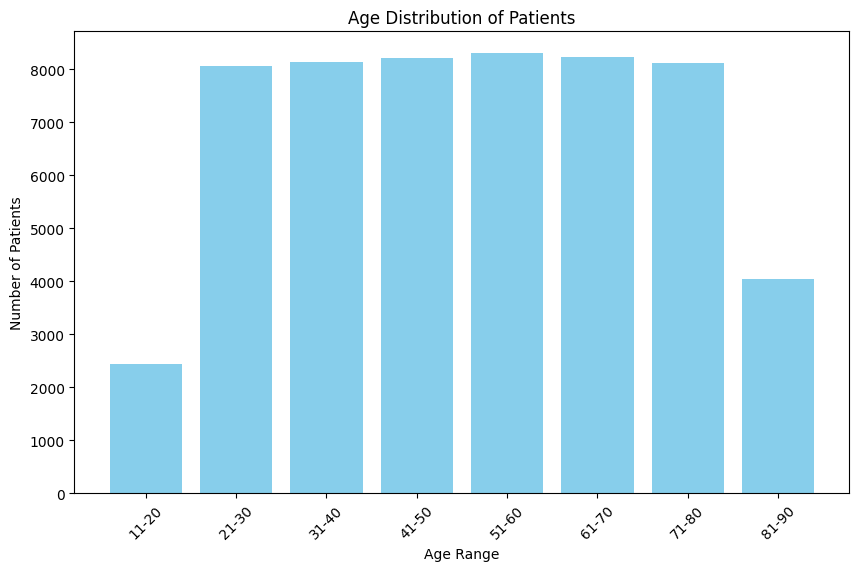 Age Distribution of Patients
Number of Patients
8000
7000
6000
5000
4000
3000
2000
1000
0
11-20 21-30 31-40 41-50 51-60 61-70 71-80 81-90
Age Range